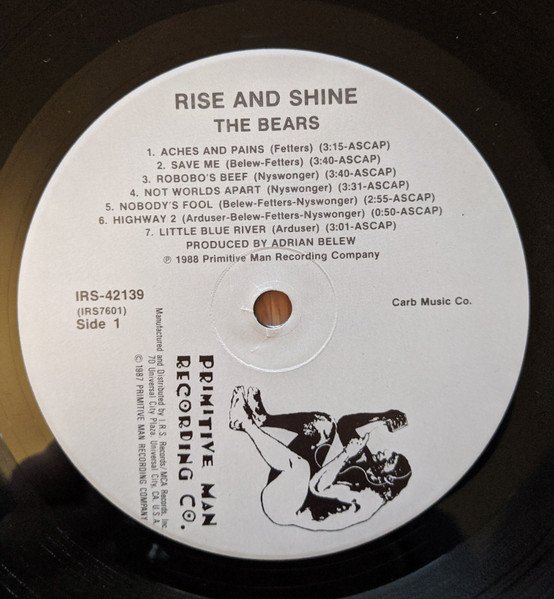 RISE AND SHINE
THE BEARS
1. ACHES AND PAINS (Fetters) (3:15-ASCAP)
2. SAVE ME (Belew-Fetters) (3:40-ASCAP)
3. ROBOBO'S BEEF (Nyswonger) (3:40-ASCAP)
4. NOT WORLDS APART (Nyswonger) (3:31-ASCAP)
5. NOBODY'S FOOL (Belew-Fetters-Nyswonger) (2:55-ASCAP)
6. HIGHWAY 2 (Arduser-Belew-Fetters-Nyswonger) (0:50-ASCAP)
7. LITTLE BLUE RIVER (Arduser) (3:01-ASCAP)
PRODUCED BY ADRIAN BELEW
℗ 1988 Primitive Man Recording Company
IRS-42139
(IRS7601)
Side 1
Carb Music Co.
PRIMITIVE MAN
RECORDING CO.
Manufactured and Distributed by I.R.S. Records/MCA Records, Inc.
70 Universal City Plaza Universal City, CA. U.S.A.
© 1987 PRIMITIVE MAN RECORDING COMPANY